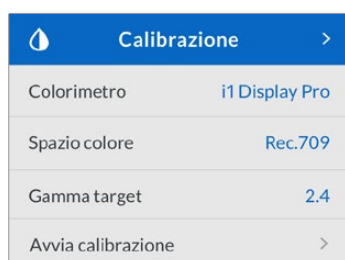 Calibrazione >
Colorimetro i1 Display Pro
Spazio colore Rec.709
Gamma target 2.4
Avvia calibrazione >